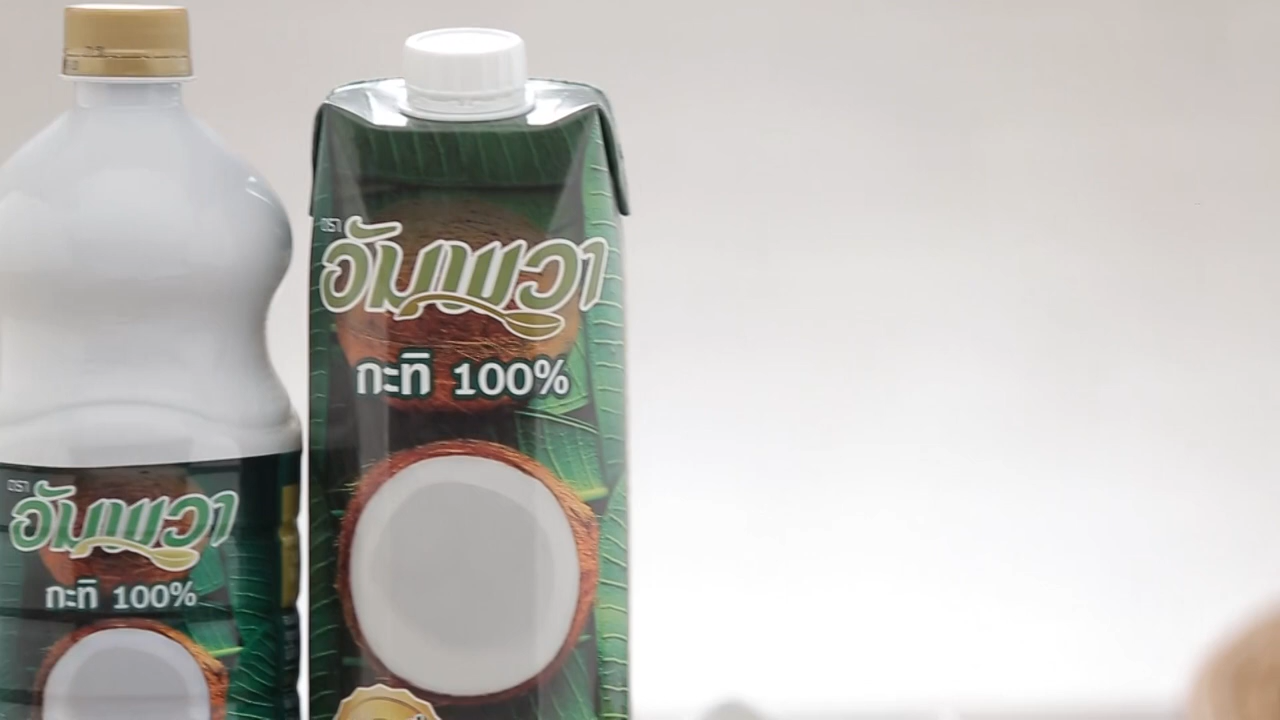 ตรา
อัมพวา
กะทิ 100%
ตรา
อัมพวา
กะทิ 100%